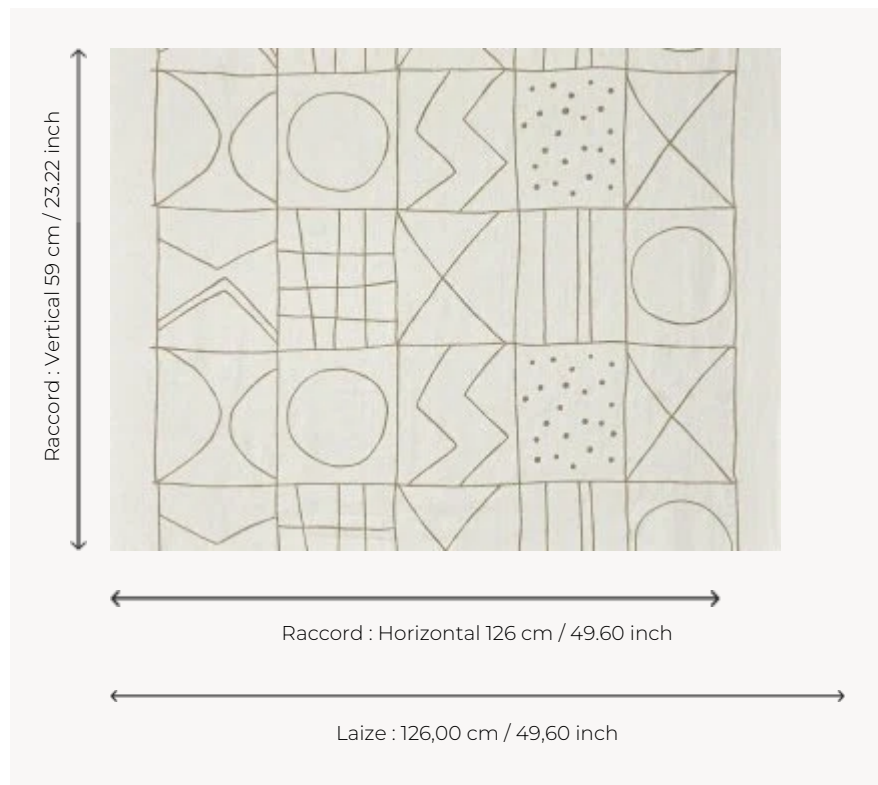 Raccord : Vertical 59 cm / 23.22 inch
Raccord : Horizontal 126 cm / 49.60 inch
Laize : 126,00 cm / 49,60 inch